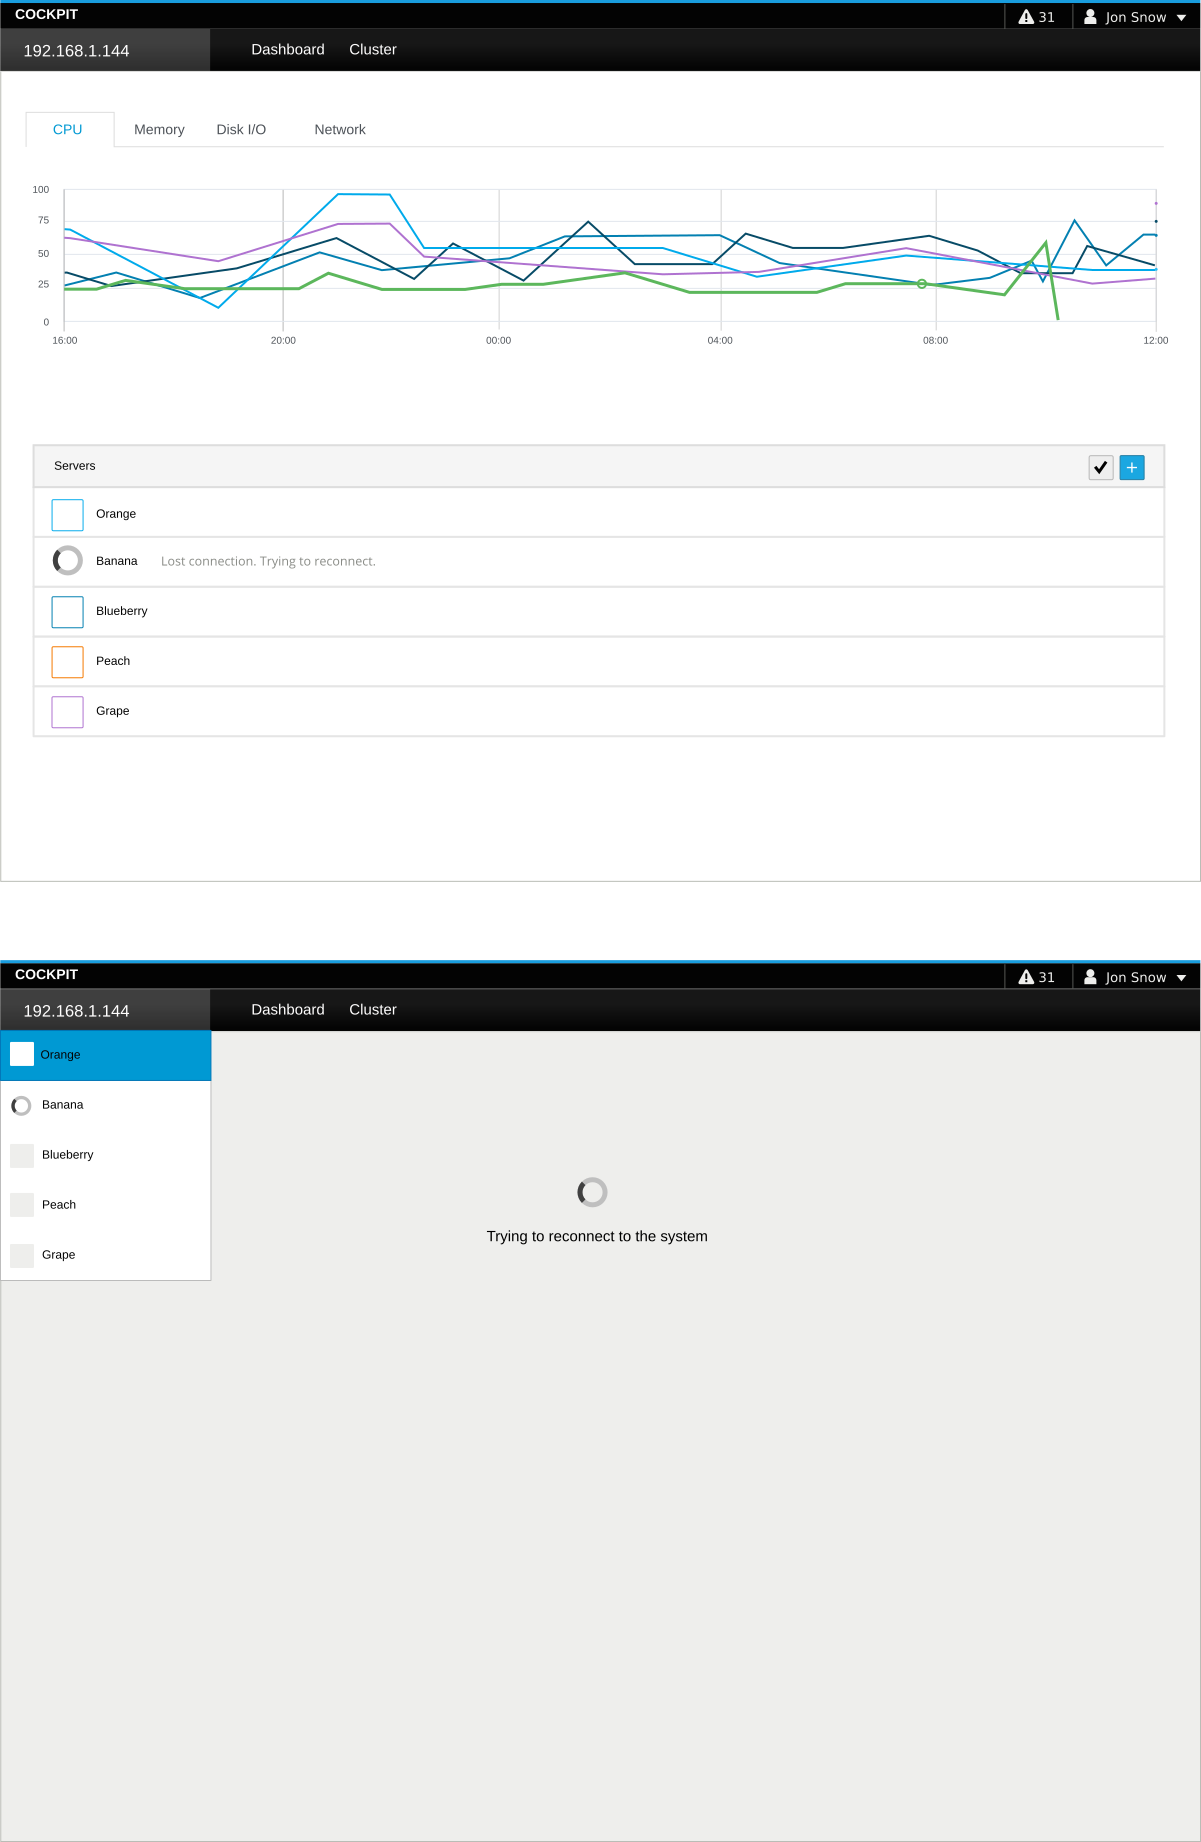 COCKPIT
31
Jon Snow
192.168.1.144
Dashboard Cluster
CPU Memory Disk I/O Network
100
75
50
25
0
16:00 20:00 00:00 04:00 08:00 12:00
Servers
Orange
Banana Lost connection. Trying to reconnect.
Blueberry
Peach
Grape
COCKPIT
31
Jon Snow
192.168.1.144
Dashboard Cluster
Orange
Banana
Blueberry
Peach
Grape
Trying to reconnect to the system